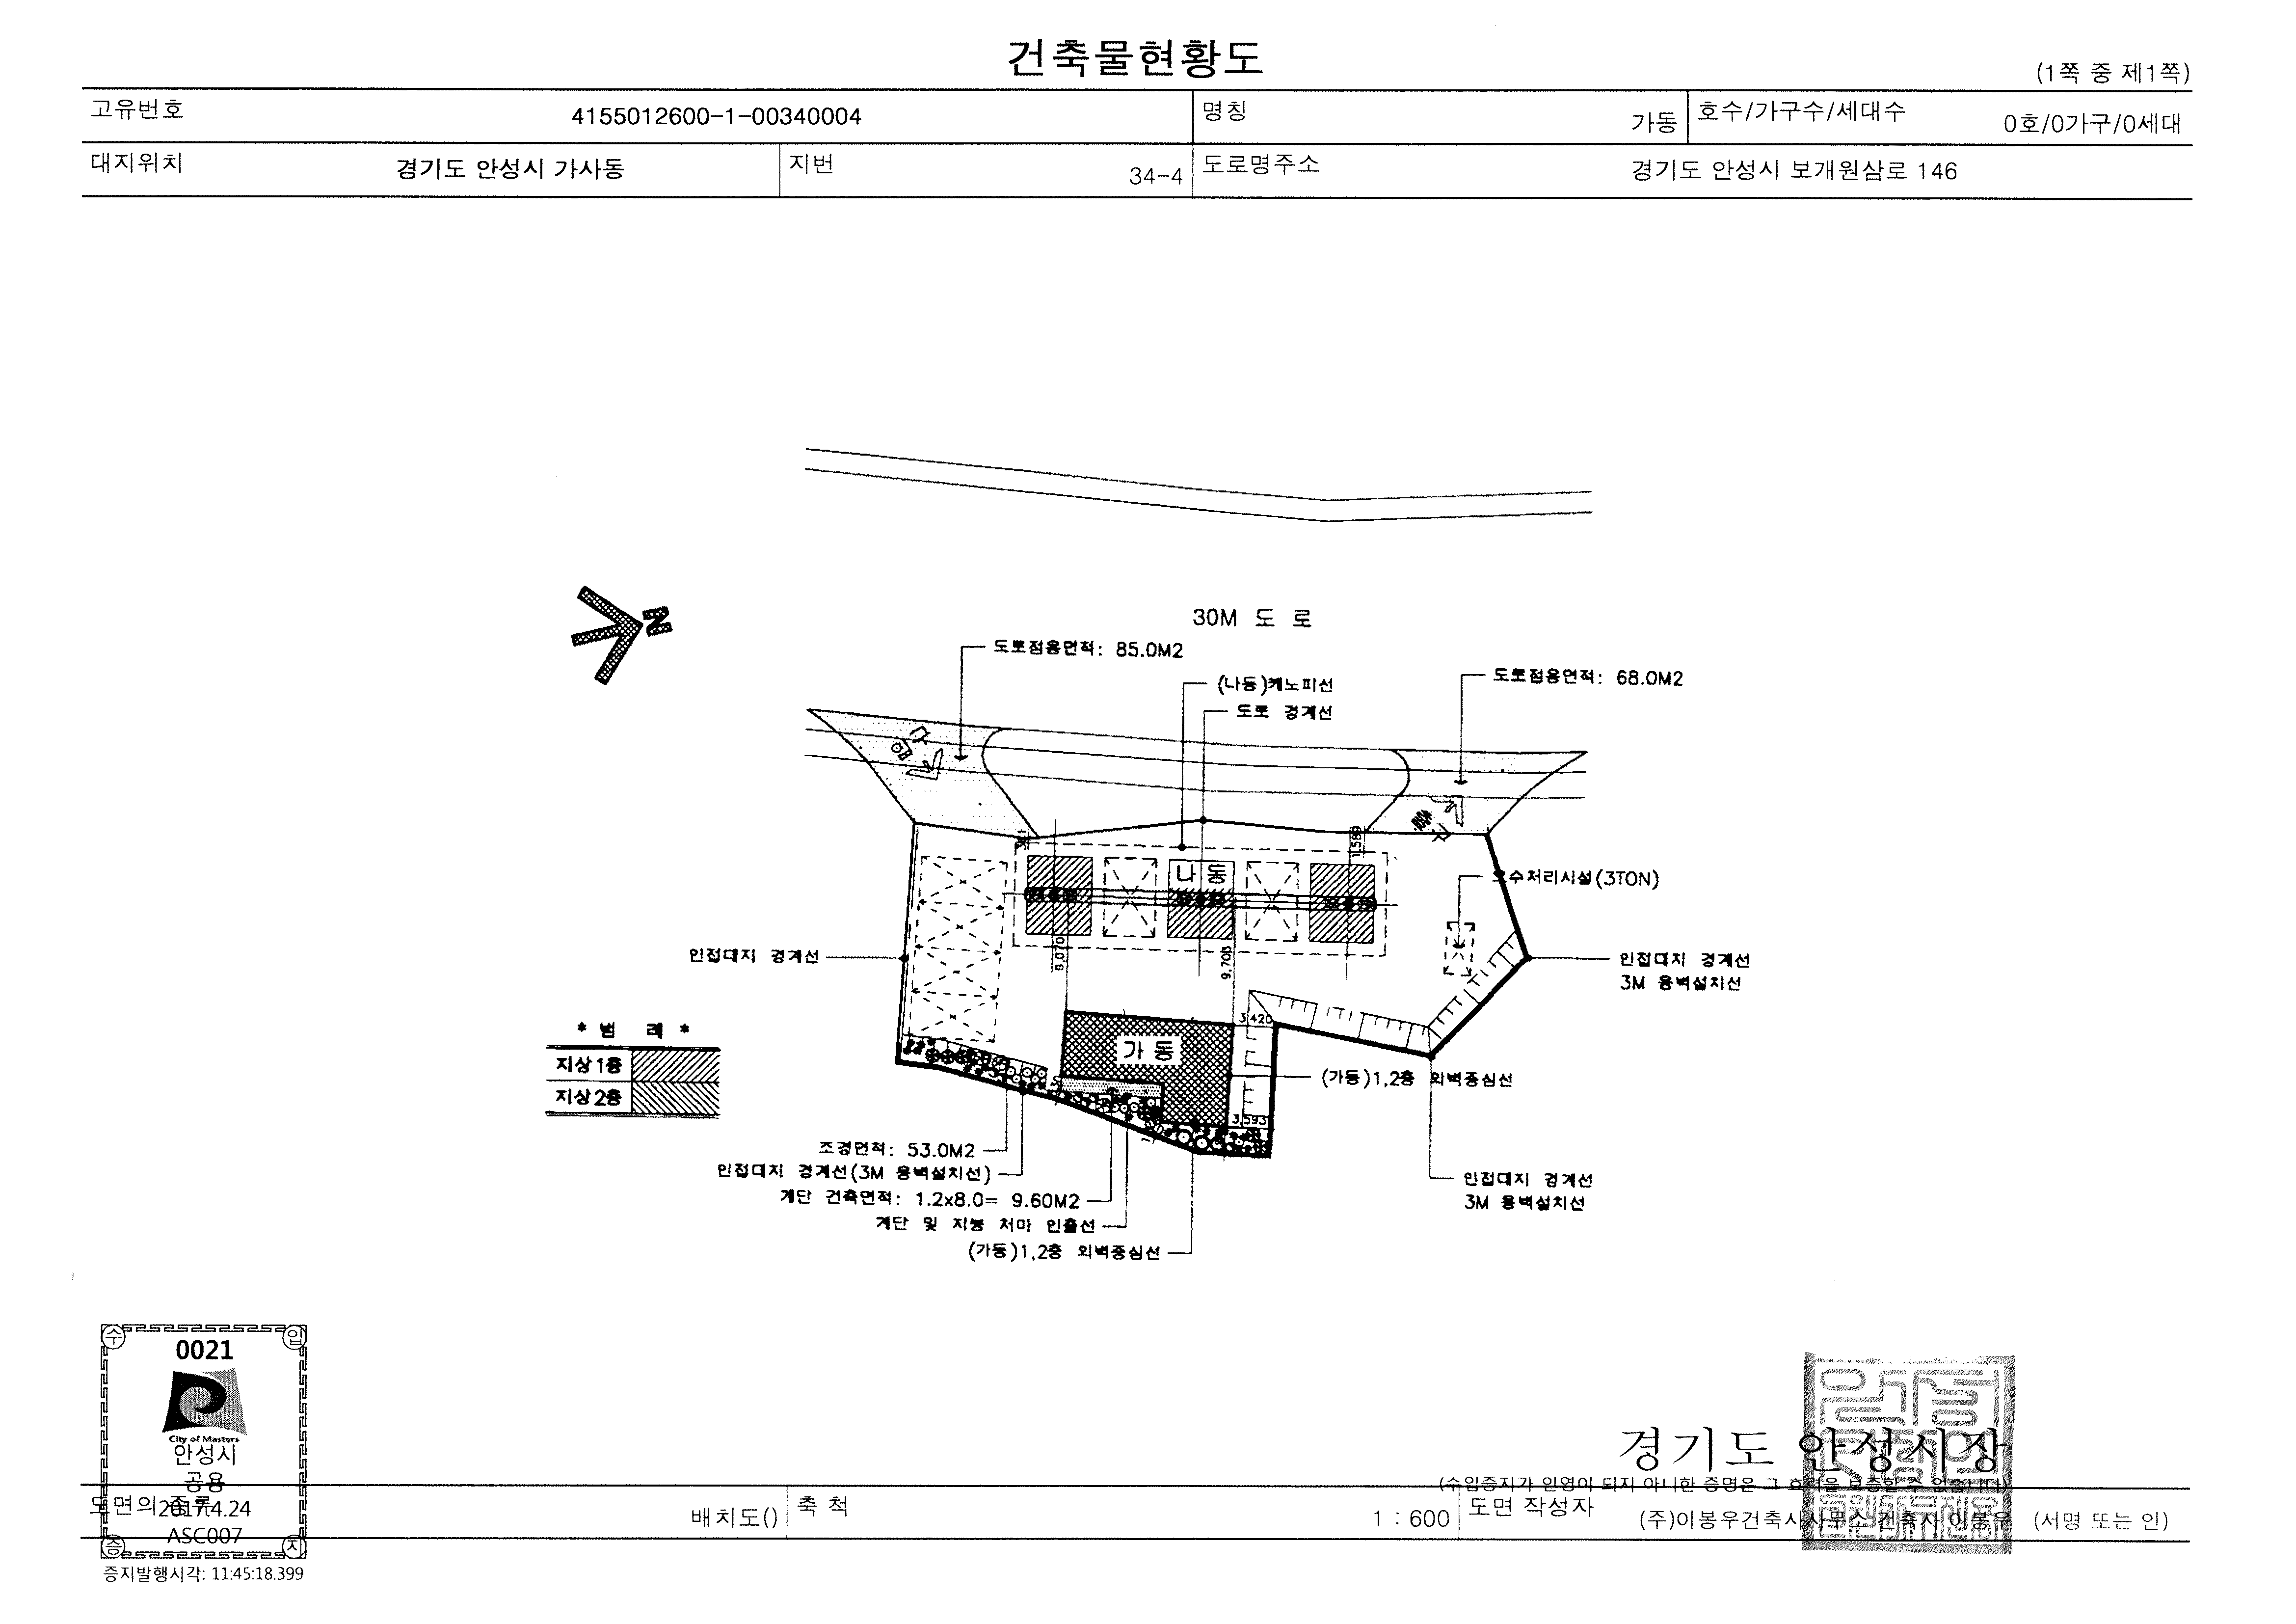 건축물현황도
(1쪽 중 제1쪽)
고유번호 4155012600-1-00340004 명칭 가동 호수/가구수/세대수 0호/0가구/0세대
대지위치 경기도 안성시 가사동 지번 34-4 도로명주소 경기도 안성시 보개원삼로 146
30M 도 로
도로점용면적: 85.0M2
도로점용면적: 68.0M2
(나동)캐노피선
도로 경계선
N
1,589
나 동
오수처리시설(3TON)
9,070
9,703
인접대지 경계선
인접대지 경계선
3M 옹벽설치선
* 범 례 *
지상1층
지상2층
3,420
가 동
(가동)1,2층 외벽중심선
3,593
조경면적: 53.0M2
인접대지 경계선(3M 옹벽설치선)
계단 건축면적: 1.2x8.0= 9.60M2
계단 및 지붕 처마 인출선
(가동)1,2층 외벽중심선
인접대지 경계선
3M 옹벽설치선
수 입
0021
City of Masters
안성시
공용
2017.4.24
ASC007
증 지
증지발행시각: 11:45:18.399
경기도 안성시장
(수입증지가 인영이 되지 아니한 증명은 그 효력을 보증할 수 없습니다)
도면의 종류 배치도() 축 척 1 : 600 도면 작성자 (주)이봉우건축사사무소 건축사 이봉우 (서명 또는 인)